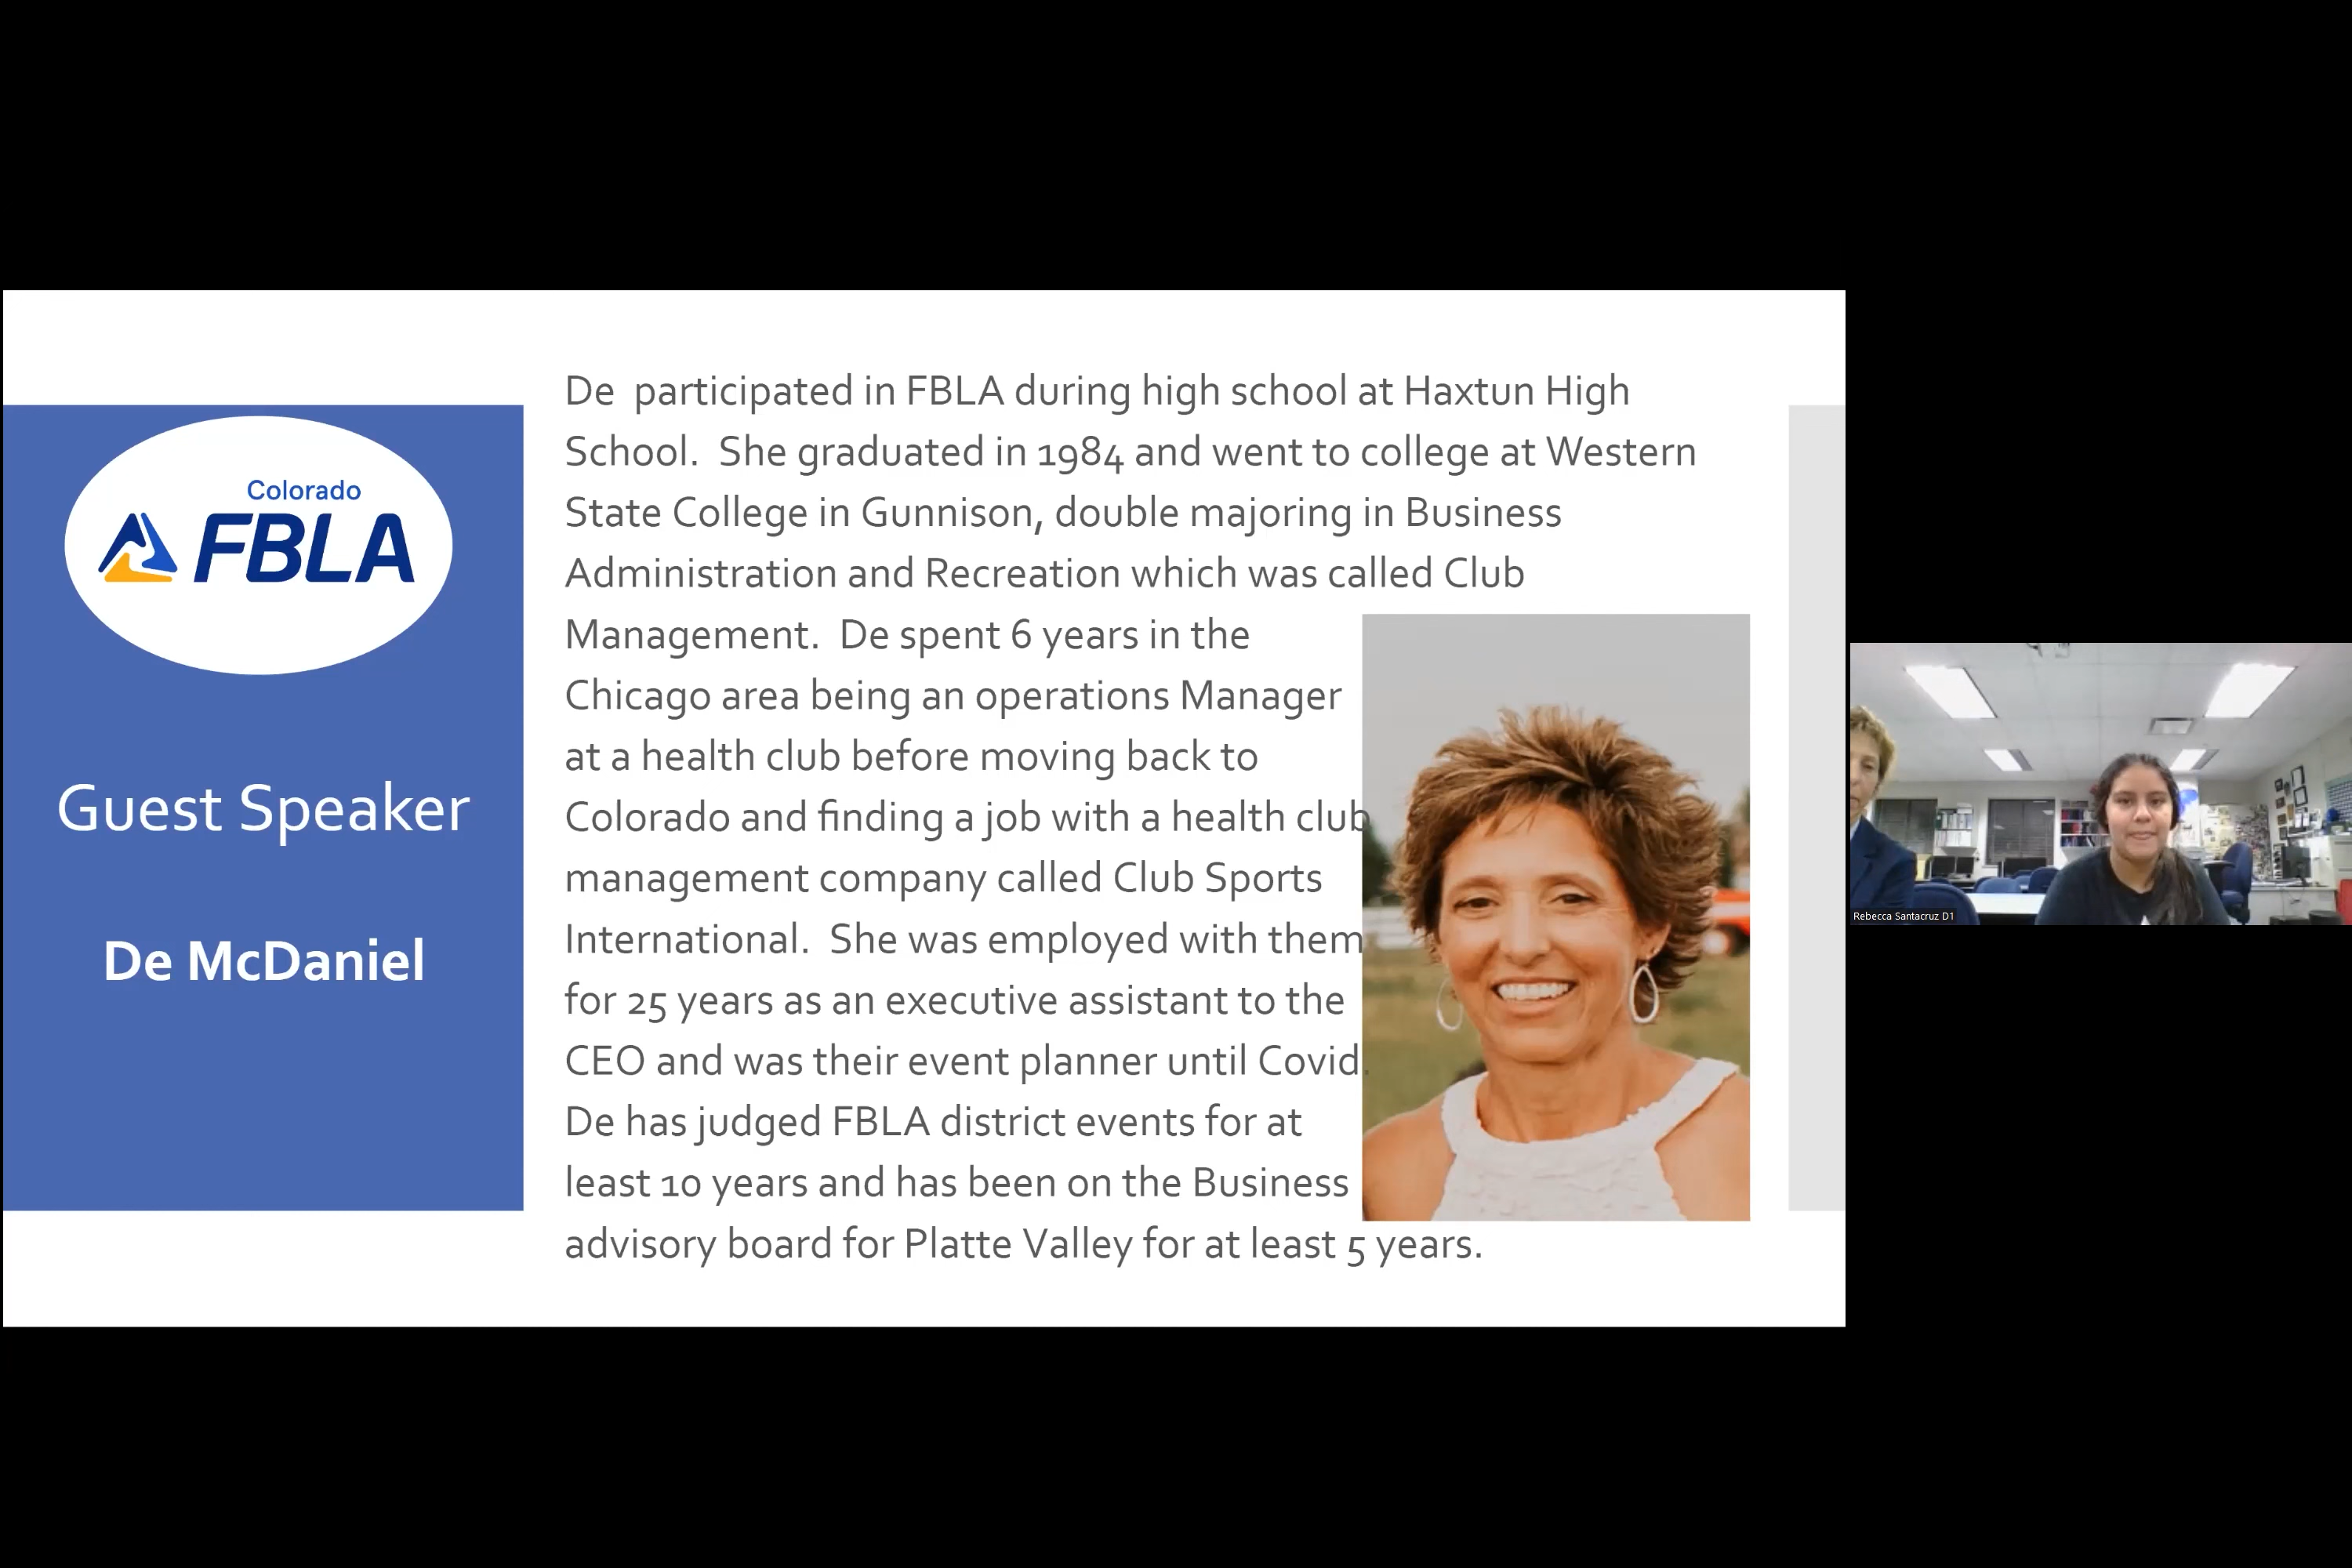 Colorado
FBLA
Guest Speaker
De McDaniel
De  participated in FBLA during high school at Haxtun High
School.  She graduated in 1984 and went to college at Western
State College in Gunnison, double majoring in Business
Administration and Recreation which was called Club
Management.  De spent 6 years in the
Chicago area being an operations Manager
at a health club before moving back to
Colorado and finding a job with a health club
management company called Club Sports
International.  She was employed with them
for 25 years as an executive assistant to the
CEO and was their event planner until Covid.
De has judged FBLA district events for at
least 10 years and has been on the Business
advisory board for Platte Valley for at least 5 years.
Rebecca Santacruz D1